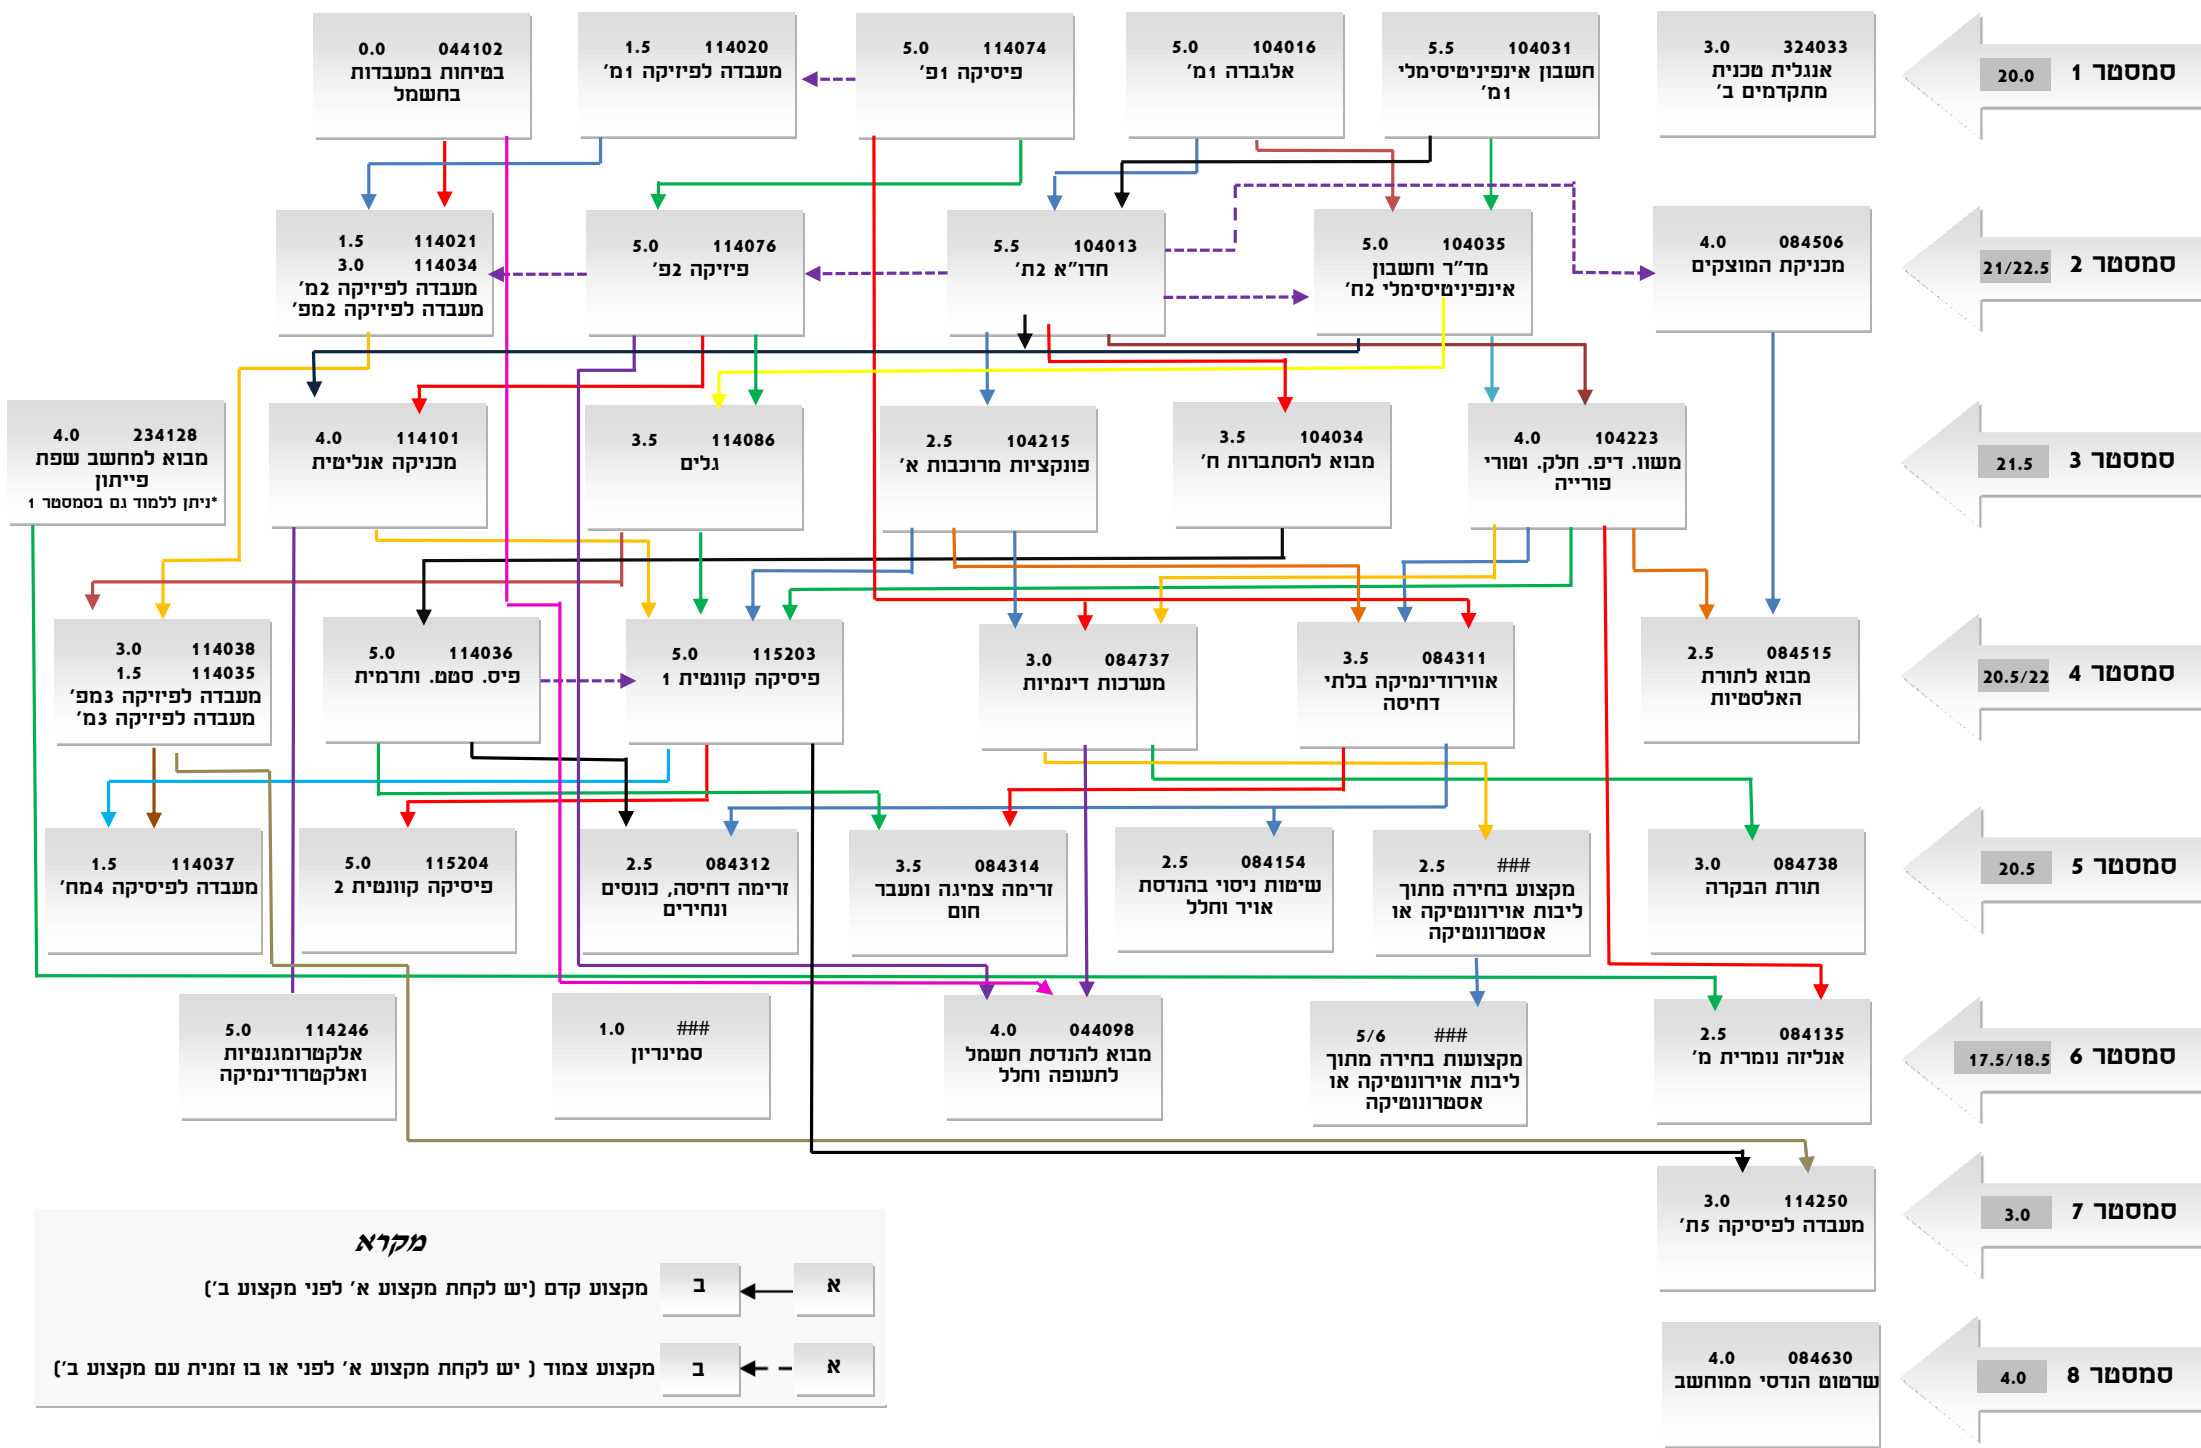 סמסטר 1 20.0
324033 3.0
אנגלית טכנית
מתקדמים ב'
104031 5.5
חשבון אינפיניטיסימלי
1מ'
104016 5.0
אלגברה 1מ'
114074 5.0
פיסיקה 1פ'
114020 1.5
מעבדה לפיזיקה 1מ'
044102 0.0
בטיחות במעבדות
בחשמל
סמסטר 2 21/22.5
084506 4.0
מכניקת המוצקים
104035 5.0
מד"ר וחשבון
אינפיניטיסימלי 2ח'
104013 5.5
חדו"א 2ת'
114076 5.0
פיזיקה 2פ'
114021 1.5
114034 3.0
מעבדה לפיזיקה 2מ'
מעבדה לפיזיקה 2מפ'
סמסטר 3 21.5
104223 4.0
משוו. דיפ. חלק. וטורי
פורייה
104034 3.5
מבוא להסתברות ח'
104215 2.5
פונקציות מרוכבות א'
114086 3.5
גלים
114101 4.0
מכניקה אנליטית
234128 4.0
מבוא למחשב שפת
פייתון
*ניתן ללמוד גם בסמסטר 1
סמסטר 4 20.5/22
084515 2.5
מבוא לתורת
האלסטיות
084311 3.5
אווירודינמיקה בלתי
דחיסה
084737 3.0
מערכות דינמיות
115203 5.0
פיסיקה קוונטית 1
114036 5.0
פיס. סטט. ותרמית
114038 3.0
114035 1.5
מעבדה לפיזיקה 3מפ'
מעבדה לפיזיקה 3מ'
סמסטר 5 20.5
084738 3.0
תורת הבקרה
### 2.5
מקצוע בחירה מתוך
ליבות אוירונוטיקה או
אסטרונוטיקה
084154 2.5
שיטות ניסוי בהנדסת
אויר וחלל
084314 3.5
זרימה צמיגה ומעבר
חום
084312 2.5
זרימה דחיסה, כונסים
ונחירים
115204 5.0
פיסיקה קוונטית 2
114037 1.5
מעבדה לפיסיקה 4מח'
סמסטר 6 17.5/18.5
084135 2.5
אנליזה נומרית מ'
### 5/6
מקצועות בחירה מתוך
ליבות אוירונוטיקה או
אסטרונוטיקה
044098 4.0
מבוא להנדסת חשמל
לתעופה וחלל
### 1.0
סמינריון
114246 5.0
אלקטרומגנטיות
ואלקטרודינמיקה
סמסטר 7 3.0
114250 3.0
מעבדה לפיסיקה 5ת'
סמסטר 8 4.0
084630 4.0
שרטוט הנדסי ממוחשב
מקרא
א ב מקצוע קדם (יש לקחת מקצוע א' לפני מקצוע ב')
א ב מקצוע צמוד ( יש לקחת מקצוע א' לפני או בו זמנית עם מקצוע ב')